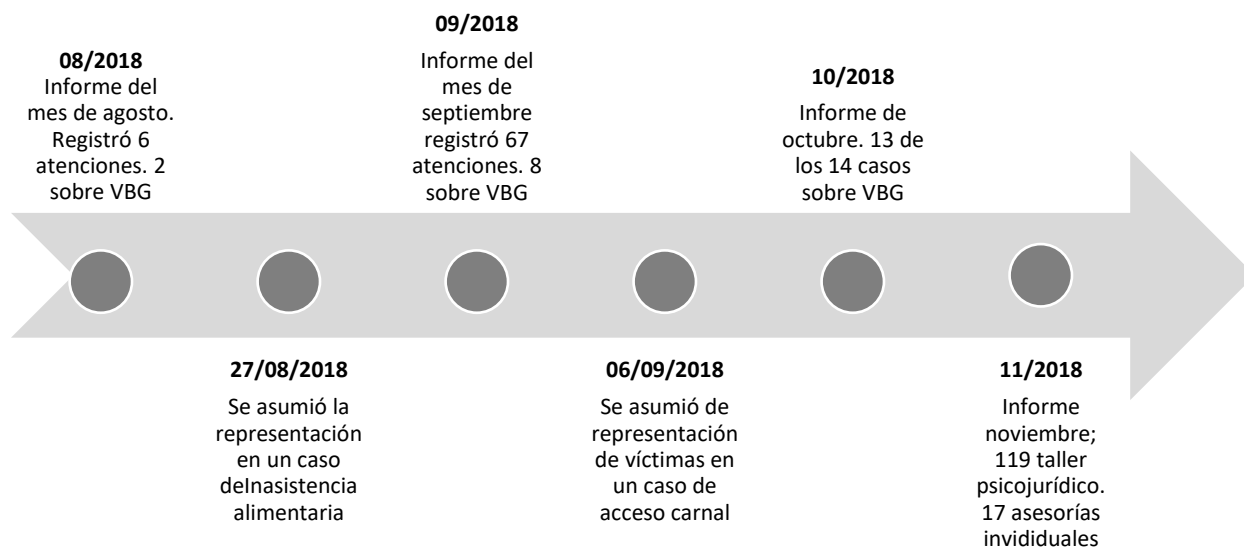 08/2018
Informe del
mes de agosto.
Registró 6
atenciones. 2
sobre VBG
27/08/2018
Se asumió la
representación
en un caso
deInasistencia
alimentaria
09/2018
Informe del
mes de
septiembre
registró 67
atenciones. 8
sobre VBG
06/09/2018
Se asumió de
representación
de víctimas en
un caso de
acceso carnal
10/2018
Informe de
octubre. 13 de
los 14 casos
sobre VBG
11/2018
Informe
noviembre;
119 taller
psicojurídico.
17 asesorías
invididuales